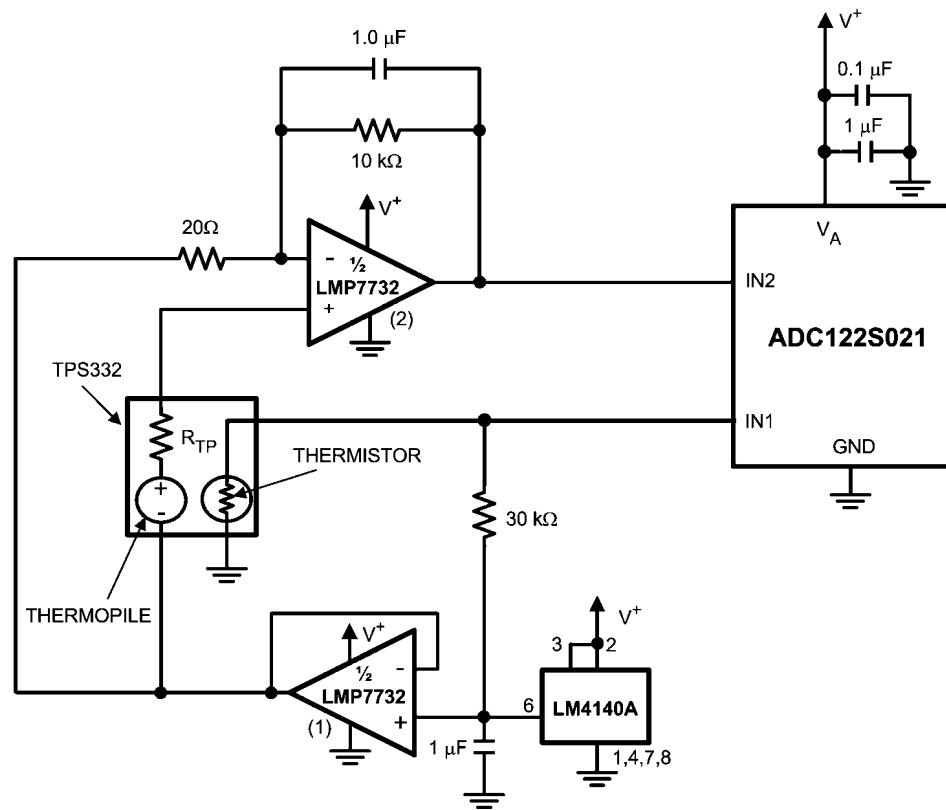 1.0 µF
10 kΩ
V+
0.1 µF
1 µF
V+
20Ω
-
½
LMP7732
+
(2)
VA
IN2
ADC122S021
IN1
GND
TPS332
RTP
THERMISTOR
+
-
30 kΩ
THERMOPILE
V+
½
LMP7732
-
+
(1)
1 µF
V+
3
2
6
LM4140A
1,4,7,8